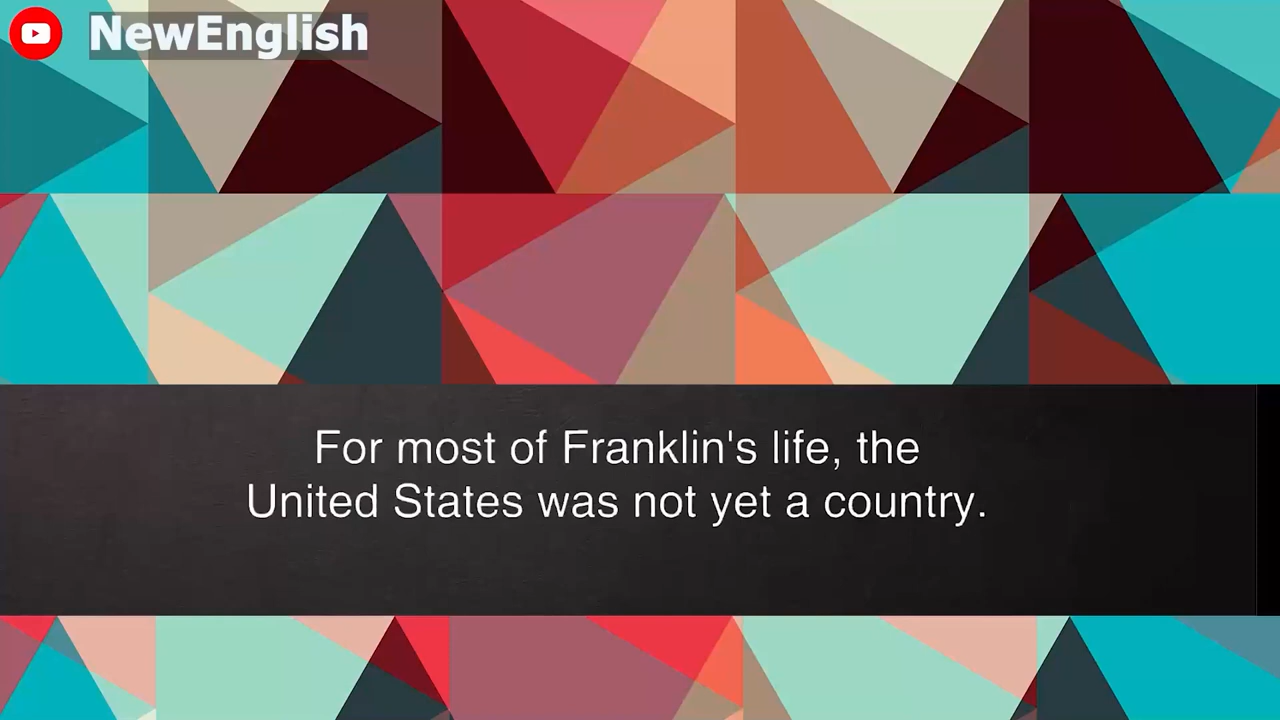 NewEnglish
For most of Franklin's life, the
United States was not yet a country.